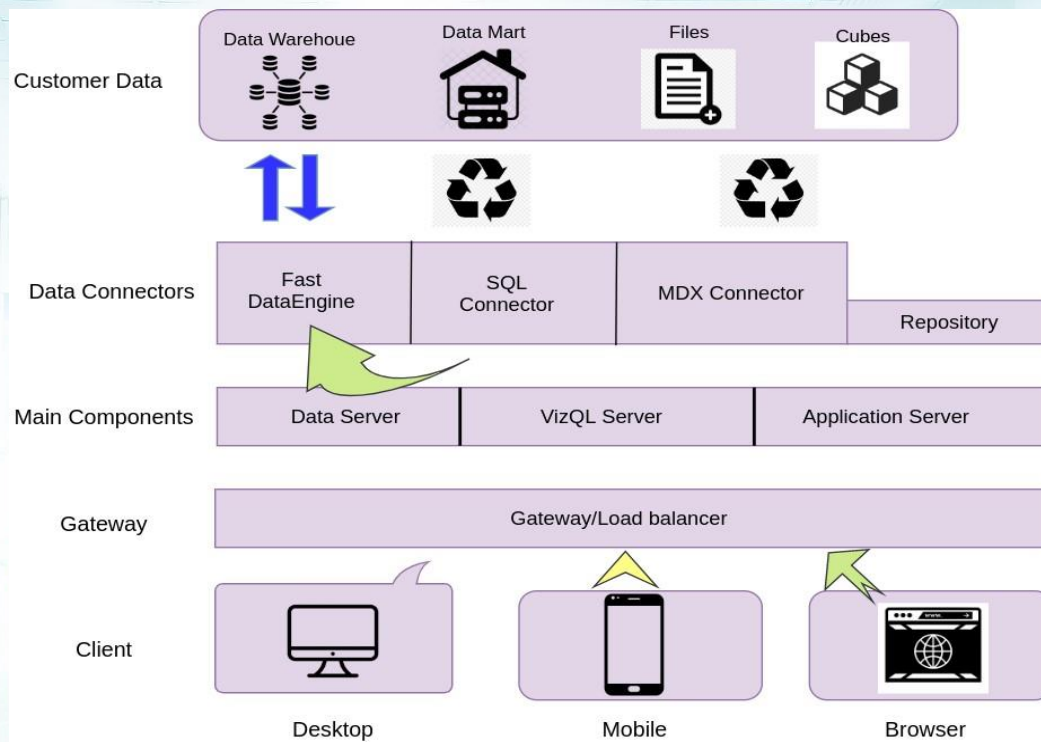 Data Warehoue
Data Mart
Files
Cubes
Customer Data
Data Connectors
Fast
DataEngine
SQL
Connector
MDX Connector
Repository
Main Components
Data Server
VizQL Server
Application Server
Gateway
Gateway/Load balancer
Client
Desktop
Mobile
Browser